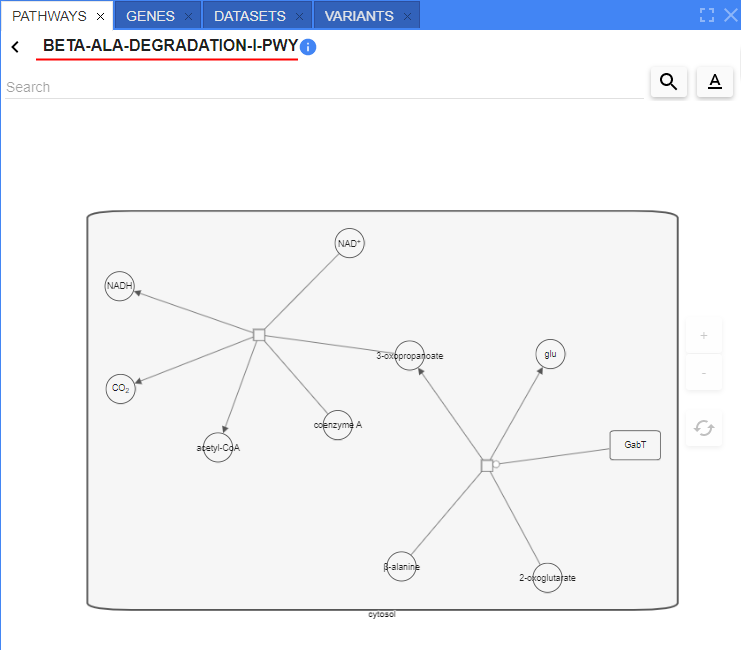 PATHWAYS × GENES × DATASETS × VARIANTS ×
BETA-ALA-DEGRADATION-I-PWY i
Search A
NAD⁺
NADH
+
3-oxopropanoate
glu
-
CO₂
coenzyme A
GabT
acetyl-CoA
β-alanine
2-oxoglutarate
cytosol